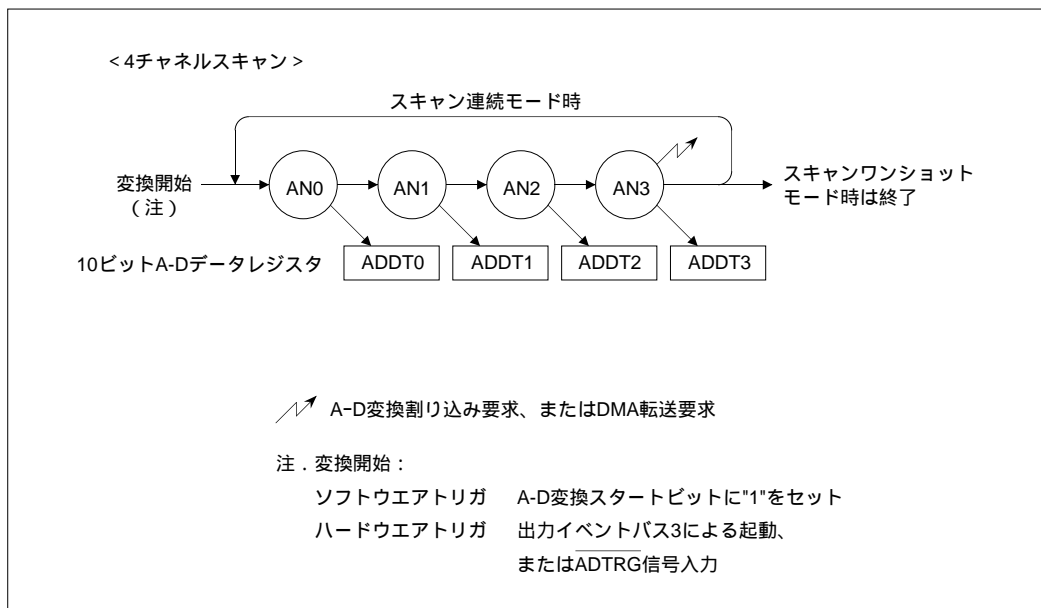 < 4チャネルスキャン >
スキャン連続モード時
変換開始
（注）
AN0
AN1
AN2
AN3
スキャンワンショット
モード時は終了
10ビットA-Dデータレジスタ
ADDT0
ADDT1
ADDT2
ADDT3
A-D変換割り込み要求、またはDMA転送要求
注．変換開始：
ソフトウエアトリガ A-D変換スタートビットに"1"をセット
ハードウエアトリガ 出力イベントバス3による起動、
またはADTRG信号入力